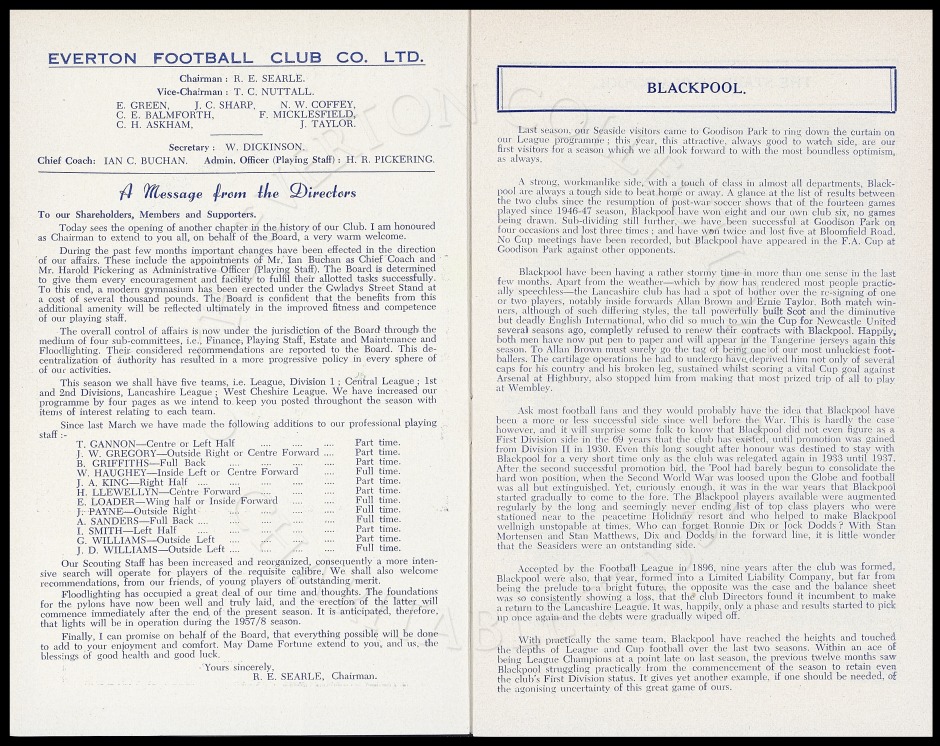 EVERTON FOOTBALL CLUB CO. LTD.
Chairman : R. E. SEARLE.
Vice-Chairman : T. C. NUTTALL.
E. GREEN, J. C. SHARP, N. W. COFFEY,
C. E. BALMFORTH, F. MICKLESFIELD,
C. H. ASKHAM, J. TAYLOR.
Secretary : W. DICKINSON.
Chief Coach: IAN C. BUCHAN. Admin. Officer (Playing Staff) : H. R. PICKERING.
A Message from the Directors
To our Shareholders, Members and Supporters.
Today sees the opening of another chapter in the history of our Club. I am honoured
as Chairman to extend to you all, on behalf of the Board, a very warm welcome.
During the past few months important changes have been effected in the direction
of our affairs. These include the appointments of Mr. Ian Buchan as Chief Coach and
Mr. Harold Pickering as Administrative Officer (Playing Staff). The Board is determined
to give them every encouragement and facility to fulfil their allotted tasks successfully.
To this end, a modern gymnasium has been erected under the Gwladys Street Stand at
a cost of several thousand pounds. The Board is confident that the benefits from this
additional amenity will be reflected ultimately in the improved fitness and competence
of our playing staff.
The overall control of affairs is now under the jurisdiction of the Board through the
medium of four sub-committees, i.e., Finance, Playing Staff, Estate and Maintenance and
Floodlighting. Their considered recommendations are reported to the Board. This de-
centralization of authority has resulted in a more progressive policy in every sphere of
of our activities.
This season we shall have five teams, i.e. League, Division 1 ; Central League ; 1st
and 2nd Divisions, Lancashire League ; West Cheshire League. We have increased our
programme by four pages as we intend to keep you posted throughout the season with
items of interest relating to each team.
Since last March we have made the following additions to our professional playing
staff :-
T. GANNON—Centre or Left Half .... .... .... Part time.
J. W. GREGORY—Outside Right or Centre Forward .... Part time.
B. GRIFFITHS—Full Back .... .... .... .... Part time.
W. HAUGHEY—Inside Left or Centre Forward .... Full time.
J. A. KING—Right Half .... .... .... .... Part time.
H. LLEWELLYN—Centre Forward .... .... .... Part time.
E. LOADER—Wing half or Inside Forward .... .... Full time.
J. PAYNE—Outside Right .... .... .... .... Part time.
A. SANDERS—Full Back .... .... .... .... Full time.
I. SMITH—Left Half .... .... .... .... Part time.
G. WILLIAMS—Outside Left .... .... .... Part time.
J. D. WILLIAMS—Outside Left .... .... .... .... Full time.
Our Scouting Staff has been increased and reorganized, consequently a more inten-
sive search will operate for players of the requisite calibre. We shall also welcome
recommendations, from our friends, of young players of outstanding merit.
Floodlighting has occupied a great deal of our time and thoughts. The foundations
for the pylons have now been well and truly laid, and the erection of the latter will
commence immediately after the end of the present season. It is anticipated, therefore,
that lights will be in operation during the 1957/8 season.
Finally, I can promise on behalf of the Board, that everything possible will be done
to add to your enjoyment and comfort. May Dame Fortune extend to you, and us, the
blessings of good health and good luck.
Yours sincerely,
R. E. SEARLE, Chairman.
BLACKPOOL.
Last season, our Seaside visitors came to Goodison Park to ring down the curtain on
our League programme ; this year, this attractive, always good to watch side, are our
first visitors for a season which we all look forward to with the most boundless optimism,
as always.
A strong, workmanlike side, with a touch of class in almost all departments, Black-
pool are always a tough side to beat home or away. A glance at the list of results between
the two clubs since the resumption of post-war soccer shows that of the fourteen games
played since 1946-47 season, Blackpool have won eight and our own club six, no games
being drawn. Sub-dividing still further, we have been successful at Goodison Park on
four occasions and lost three times ; and have won twice and lost five at Bloomfield Road.
No Cup meetings have been recorded, but Blackpool have appeared in the F.A. Cup at
Goodison Park against other opponents.
Blackpool have been having a rather stormy time in more than one sense in the last
few months. Apart from the weather—which by now has rendered most people practic-
ally speechless—the Lancashire club have had a spot of bother over the re-signing of one
or two players, notably inside forwards Allan Brown and Ernie Taylor. Both match win-
ners, although of such differing styles, the tall powerfully built Scot and the diminutive
but deadly English International, who did so much to win the Cup for Newcastle United
several seasons ago, completely refused to renew their contracts with Blackpool. Happily,
both men have now put pen to paper and will appear in the Tangerine jerseys again this
season. To Allan Brown must surely go the tag of being one of our most unluckiest foot-
ballers. The cartilage operations he had to undergo have deprived him not only of several
caps for his country and his broken leg, sustained whilst scoring a vital Cup goal against
Arsenal at Highbury, also stopped him from making that most prized trip of all to play
at Wembley.
Ask most football fans and they would probably have the idea that Blackpool have
been a more or less successful side since well before the War. This is hardly the case
however, and it will surprise some folk to know that Blackpool did not even figure as a
First Division side in the 69 years that the club has existed, until promotion was gained
from Division II in 1930. Even this long sought after honour was destined to stay with
Blackpool for a very short time only as the club was relegated again in 1933 until 1937.
After the second successful promotion bid, the 'Pool had barely begun to consolidate the
hard won position, when the Second World War was loosed upon the Globe and football
was all but extinguished. Yet, curiously enough, it was in the war years that Blackpool
started gradually to come to the fore. The Blackpool players available were augmented
regularly by the long and seemingly never ending list of top class players who were
stationed near to the peacetime Holiday resort and who helped to make Blackpool
wellnigh unstoppable at times. Who can forget Ronnie Dix or Jock Dodds ? With Stan
Mortensen and Stan Matthews, Dix and Dodds in the forward line, it is little wonder
that the Seasiders were an outstanding side.
Accepted by the Football League in 1896, nine years after the club was formed,
Blackpool were also, that year, formed into a Limited Liability Company, but far from
being the prelude to a bright future, the opposite was the case and the balance sheet
was so consistently showing a loss, that the club Directors found it incumbent to make
a return to the Lancashire League. It was, happily, only a phase and results started to pick
up once again and the debts were gradually wiped off.
With practically the same team, Blackpool have reached the heights and touched
the depths of League and Cup football over the last two seasons. Within an ace of
being League Champions at a point late on last season, the previous twelve months saw
Blackpool struggling practically from the commencement of the season to retain even
the club's First Division status. It gives yet another example, if one should be needed, of
the agonising uncertainty of this great game of ours.